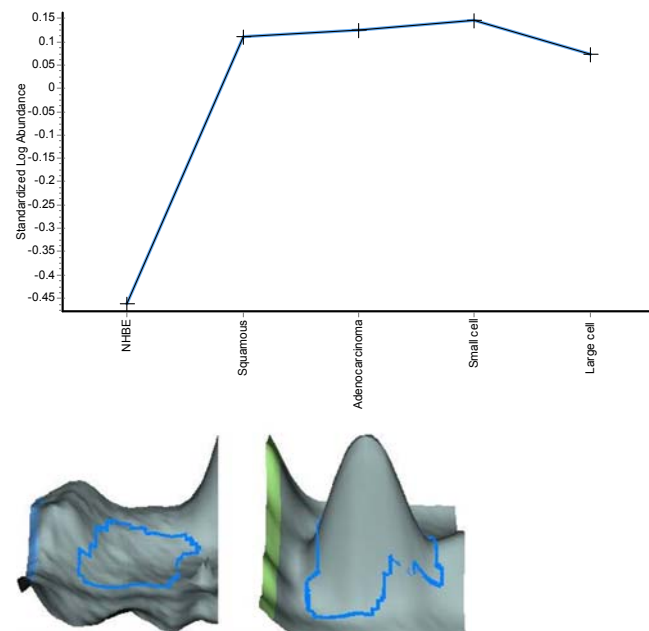 Standardized Log Abundance
0.15
0.1
0.05
0
-0.05
-0.1
-0.15
-0.2
-0.25
-0.3
-0.35
-0.4
-0.45
NHBE
Squamous
Adenocarcinoma
Small cell
Large cell